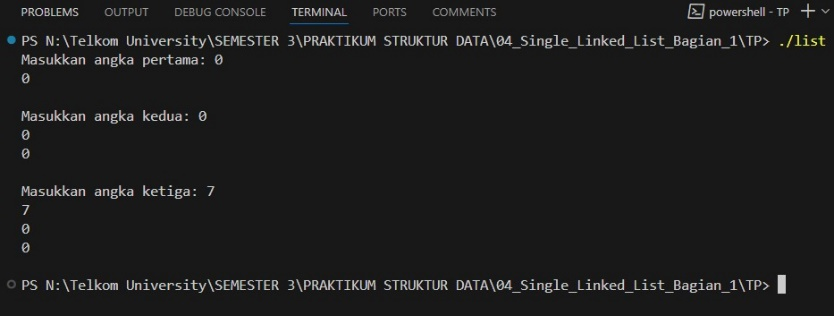 PROBLEMS OUTPUT DEBUG CONSOLE TERMINAL PORTS COMMENTS powershell - TP
PS N:\Telkom University\SEMESTER 3\PRAKTIKUM STRUKTUR DATA\04_Single_Linked_List_Bagian_1\TP> ./list
Masukkan angka pertama: 0
0
Masukkan angka kedua: 0
0
0
Masukkan angka ketiga: 7
7
0
0
PS N:\Telkom University\SEMESTER 3\PRAKTIKUM STRUKTUR DATA\04_Single_Linked_List_Bagian_1\TP>